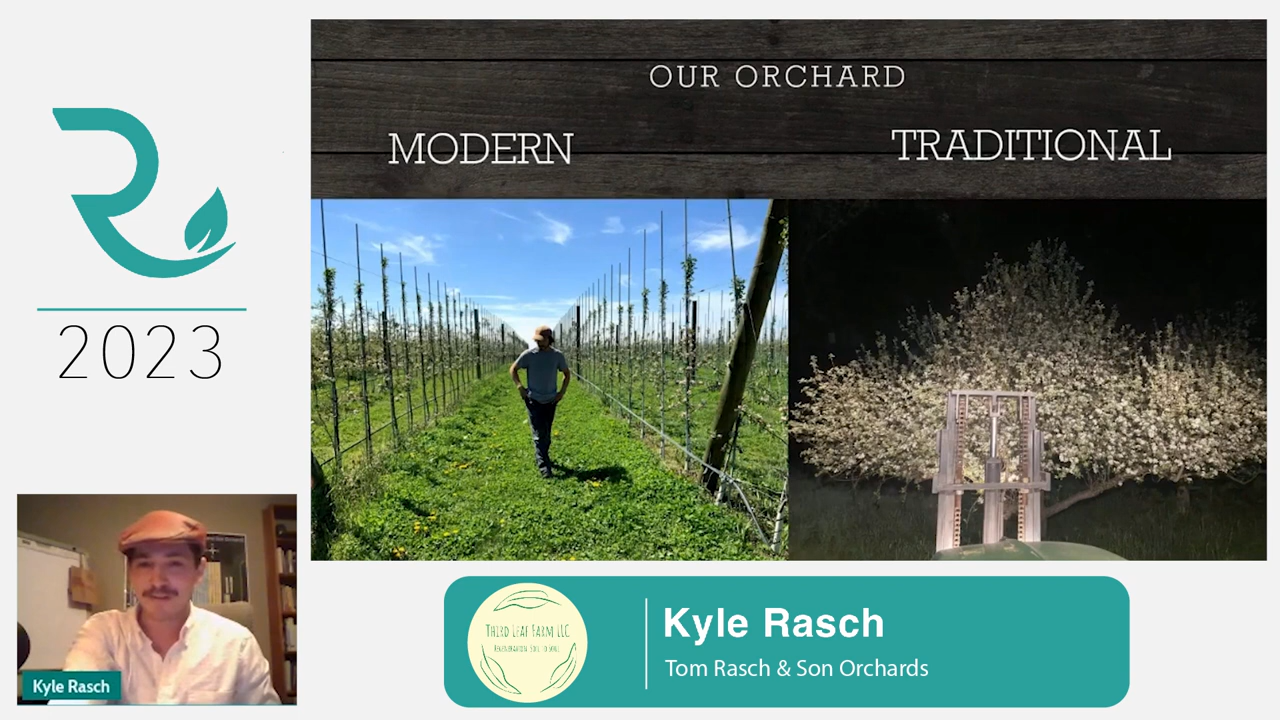 2023
OUR ORCHARD
MODERN
TRADITIONAL
Kyle Rasch
THIRD LEAF FARM LLC
Kyle Rasch
Tom Rasch & Son Orchards